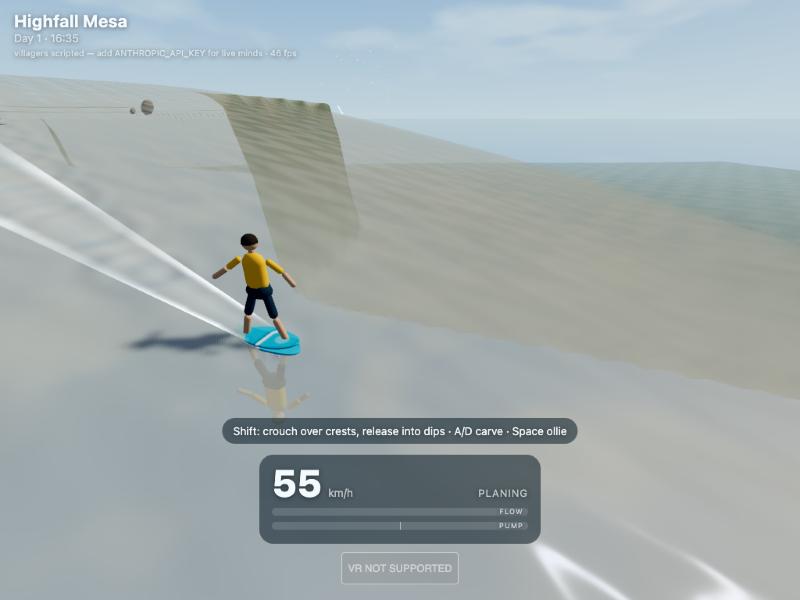 Highfall Mesa
Day 1 · 16:35
villagers scripted — add ANTHROPIC_API_KEY for live minds · 46 fps
Shift: crouch over crests, release into dips · A/D carve · Space ollie
55 km/h PLANING
FLOW
PUMP
VR NOT SUPPORTED